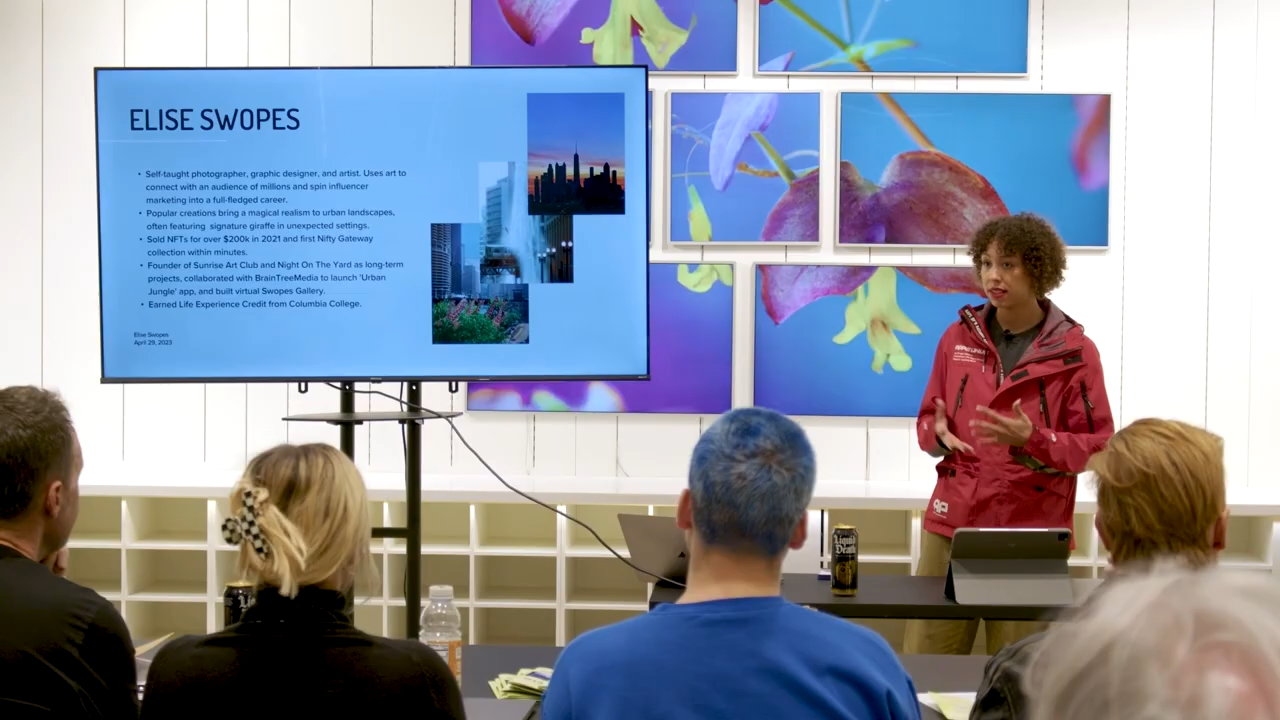 ELISE SWOPES
• Self-taught photographer, graphic designer, and artist. Uses art to
connect with an audience of millions and spin influencer
marketing into a full-fledged career.
• Popular creations bring a magical realism to urban landscapes,
often featuring signature giraffe in unexpected settings.
• Sold NFTs for over $200k in 2021 and first Nifty Gateway
collection within minutes.
• Founder of Sunrise Art Club and Night On The Yard as long-term
projects, collaborated with BrainTreeMedia to launch 'Urban
Jungle' app, and built virtual Swopes Gallery.
• Earned Life Experience Credit from Columbia College.
Elise Swopes
April 29, 2023
Liquid
Death